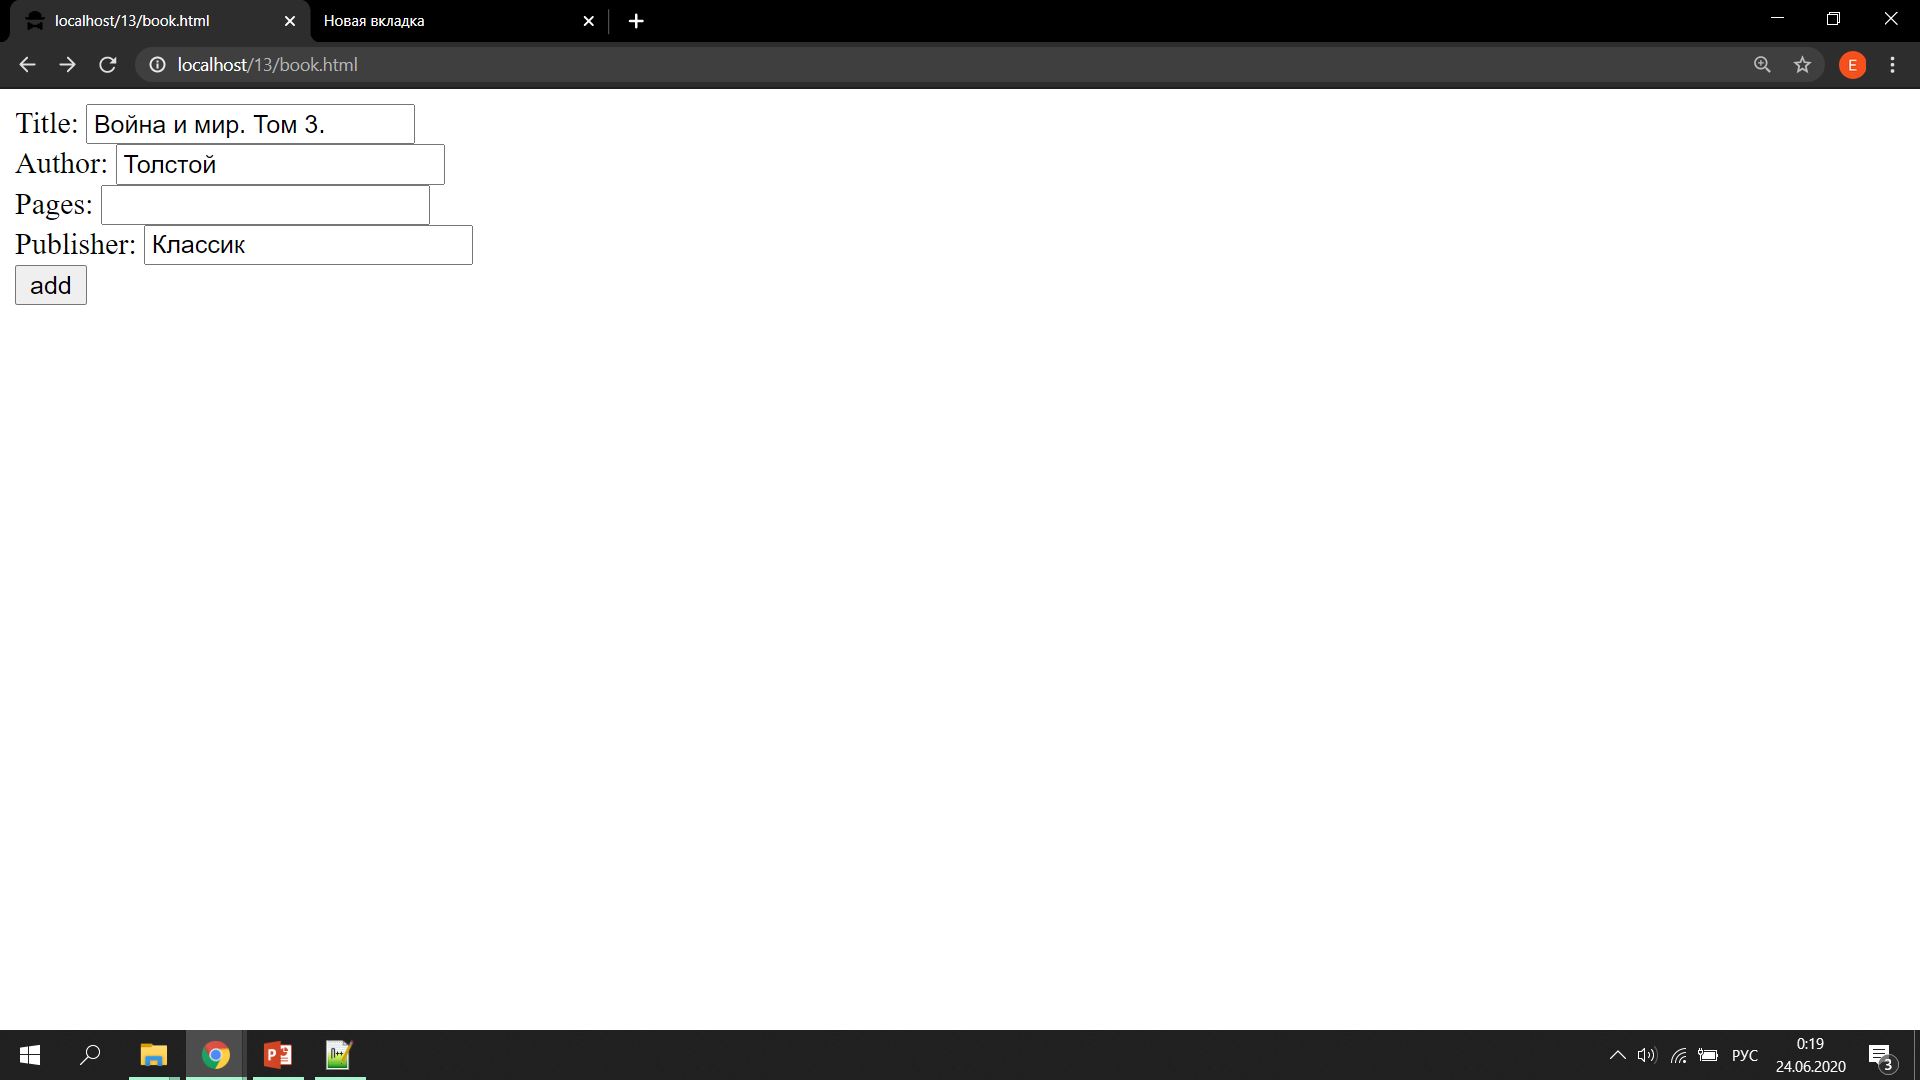 localhost/13/book.html
Новая вкладка
localhost/13/book.html
E
Title: Война и мир. Том 3.
Author: Толстой
Pages:
Publisher: Классик
add
РУС
0:19
24.06.2020
3